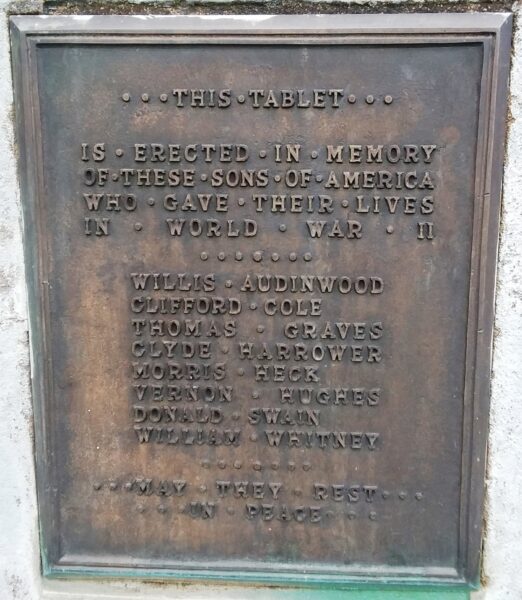 · · · THIS · TABLET · · ·
IS · ERECTED · IN · MEMORY
OF · THESE · SONS · OF · AMERICA
WHO · GAVE · THEIR · LIVES
IN · WORLD · WAR · II
· · · · · · ·
WILLIS · AUDINWOOD
CLIFFORD · COLE
THOMAS · GRAVES
CLYDE · HARROWER
MORRIS · HECK
VERNON · HUGHES
DONALD · SWAIN
WILLIAM · WHITNEY
· · · · · · ·
· · · MAY · THEY · REST · · ·
· · · IN · PEACE · · ·